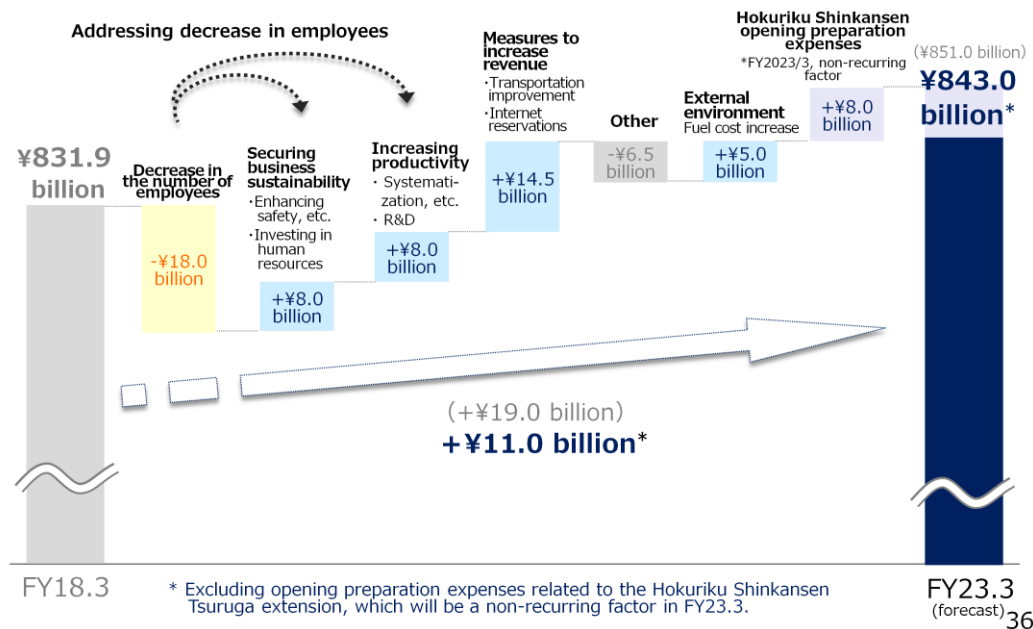 Addressing decrease in employees
¥831.9
billion
Decrease in
the number of
employees
-¥18.0
billion
Securing
business
sustainability
・Enhancing
safety, etc.
・Investing in
human
resources
+¥8.0
billion
Increasing
productivity
・ Systemati-
zation, etc.
・ R&D
+¥8.0
billion
Measures to
increase
revenue
・Transportation
improvement
・Internet
reservations
+¥14.5
billion
Other
-¥6.5
billion
External
environment
Fuel cost increase
+¥5.0
billion
Hokuriku Shinkansen
opening preparation
expenses
*FY2023/3, non-recurring
factor
+¥8.0
billion
(¥851.0 billion)
¥843.0
billion*
(+¥19.0 billion)
+¥11.0 billion*
FY18.3
* Excluding opening preparation expenses related to the Hokuriku Shinkansen
Tsuruga extension, which will be a non-recurring factor in FY23.3.
FY23.3
(forecast)
36